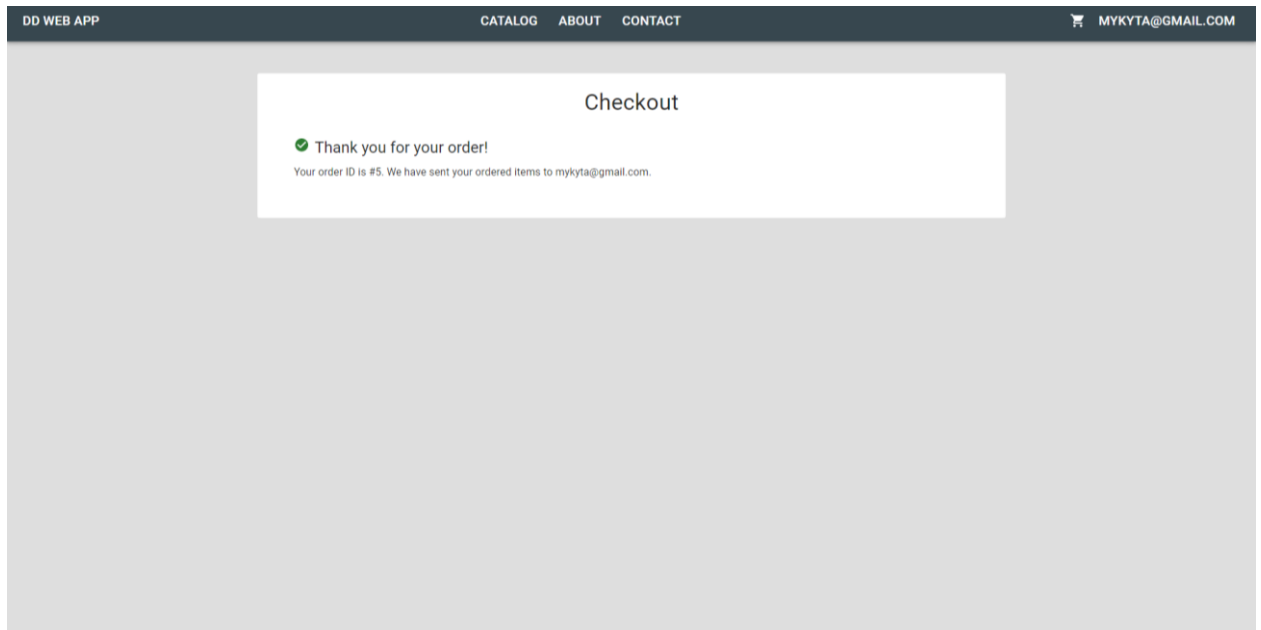 DD WEB APP CATALOG ABOUT CONTACT MYKYTA@GMAIL.COM
Checkout
Thank you for your order!
Your order ID is #5. We have sent your ordered items to mykyta@gmail.com.